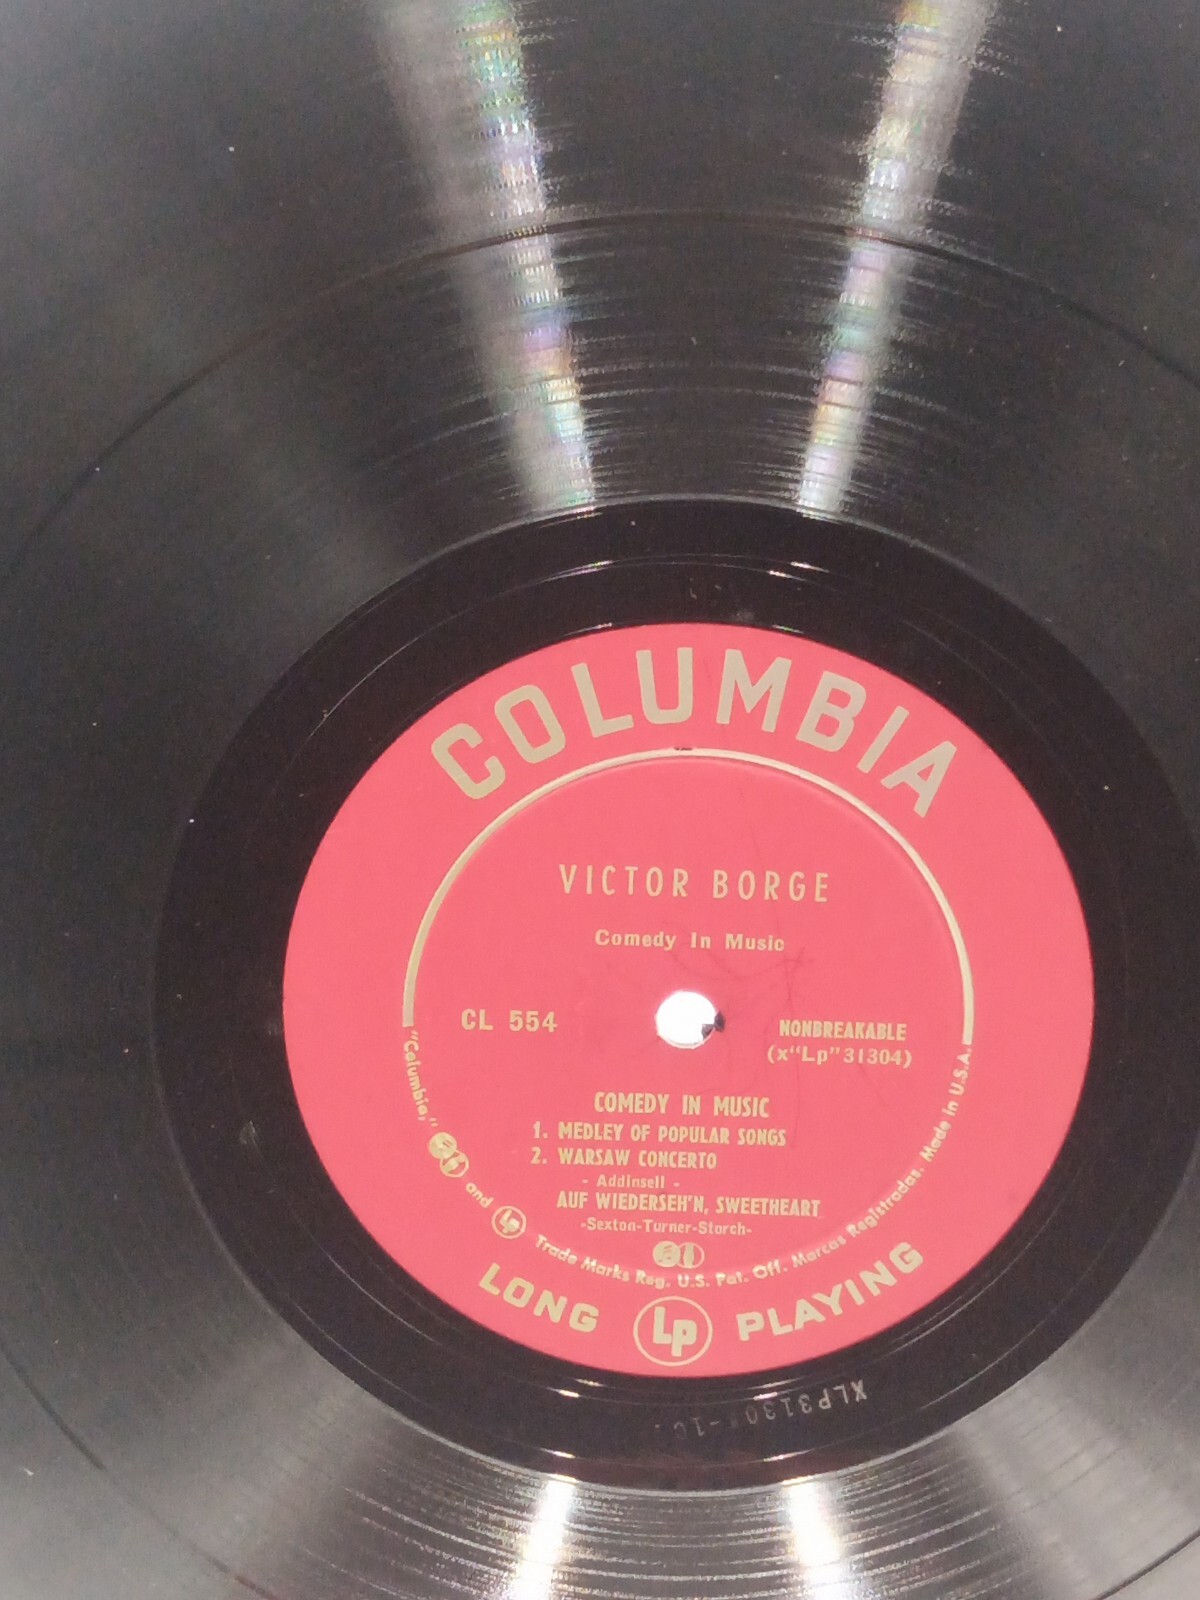 COLUMBIA
VICTOR BORGE
Comedy In Music
CL 554
NONBREAKABLE
(x“Lp”31304)
COMEDY IN MUSIC
1. MEDLEY OF POPULAR SONGS
2. WARSAW CONCERTO
- Addinsell -
AUF WIEDERSEH'N, SWEETHEART
-Sexton-Turner-Storch-
"Columbia," and Lp Trade Marks Reg. U.S. Pat. Off. Marcas Registradas. Made in U.S.A.
LONG Lp PLAYING